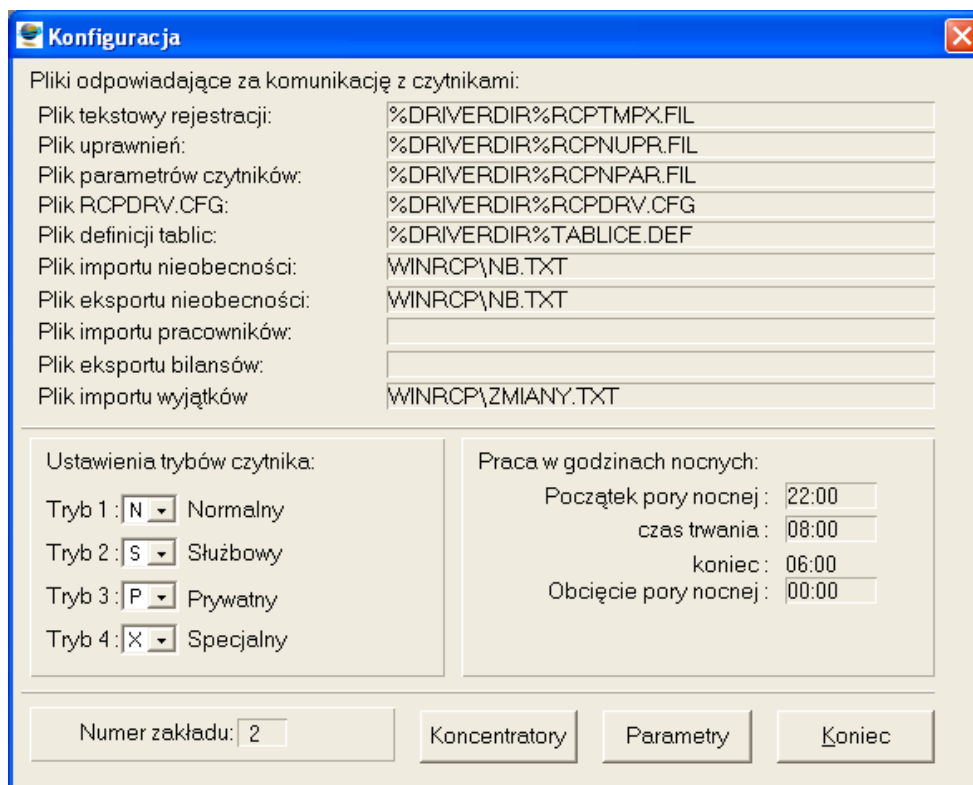 Konfiguracja
Pliki odpowiadające za komunikację z czytnikami:
Plik tekstowy rejestracji: %DRIVERDIR%RCPTMPX.FIL
Plik uprawnień: %DRIVERDIR%RCPNUPR.FIL
Plik parametrów czytników: %DRIVERDIR%RCPNPAR.FIL
Plik RCPDRV.CFG: %DRIVERDIR%RCPDRV.CFG
Plik definicji tablic: %DRIVERDIR%TABLICE.DEF
Plik importu nieobecności: WINRCP\NB.TXT
Plik eksportu nieobecności: WINRCP\NB.TXT
Plik importu pracowników:
Plik eksportu bilansów:
Plik importu wyjątków WINRCP\ZMIANY.TXT
Ustawienia trybów czytnika:
Tryb 1 : N Normalny
Tryb 2 : S Służbowy
Tryb 3 : P Prywatny
Tryb 4 : X Specjalny
Praca w godzinach nocnych:
Początek pory nocnej : 22:00
czas trwania : 08:00
koniec : 06:00
Obcięcie pory nocnej : 00:00
Numer zakładu: 2
Koncentratory
Parametry
Koniec